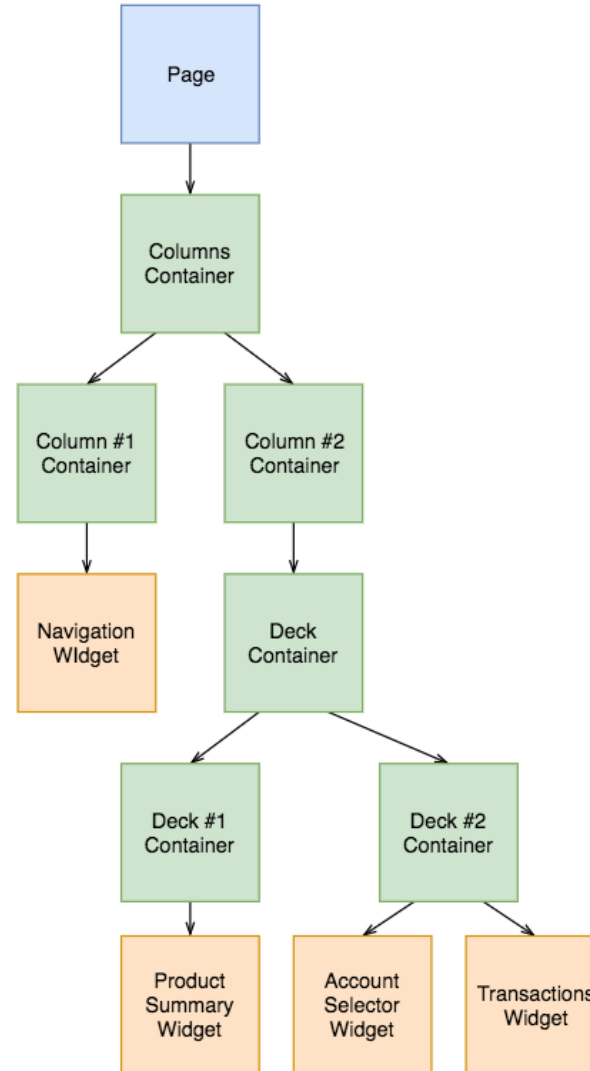 Page
Columns
Container
Column #1
Container
Column #2
Container
Navigation
WIdget
Deck
Container
Deck #1
Container
Deck #2
Container
Product
Summary
Widget
Account
Selector
Widget
Transactions
Widget